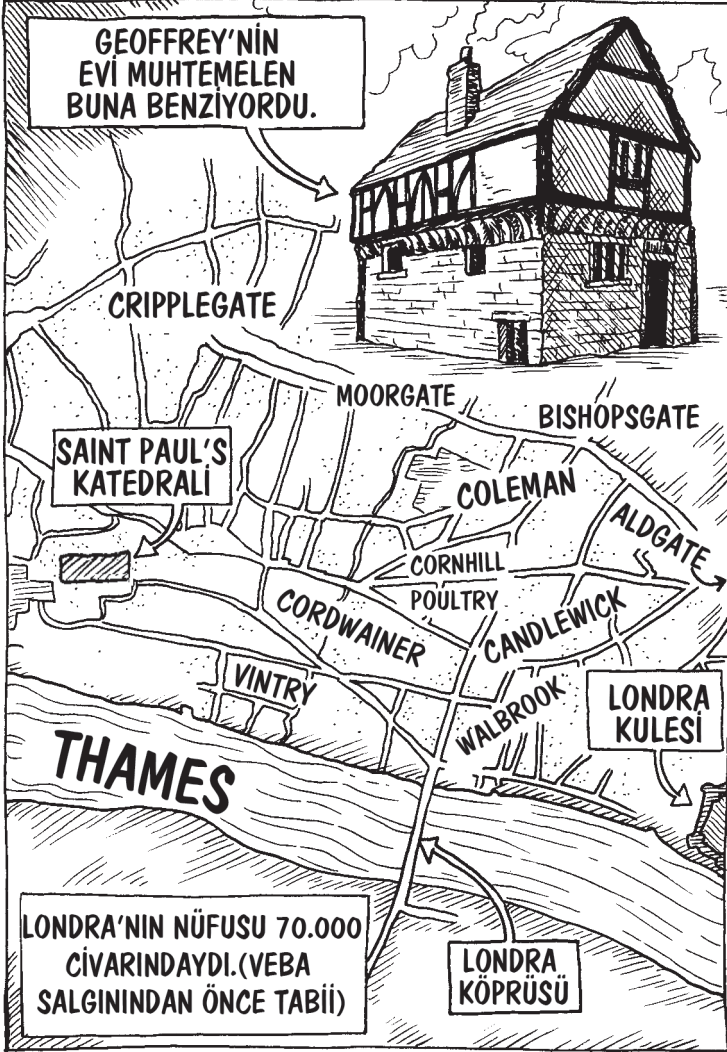 GEOFFREY'NİN
EVİ MUHTEMELEN
BUNA BENZİYORDU.
CRIPPLEGATE
MOORGATE
BISHOPSGATE
SAINT PAUL'S
KATEDRALİ
COLEMAN
ALDGATE
CORNHILL
POULTRY
CORDWAINER
CANDLEWICK
VINTRY
WALBROOK
LONDRA
KULESİ
THAMES
LONDRA'NIN NÜFUSU 70.000
CİVARINDAYDI.(VEBA
SALGININDAN ÖNCE TABİİ)
LONDRA
KÖPRÜSÜ